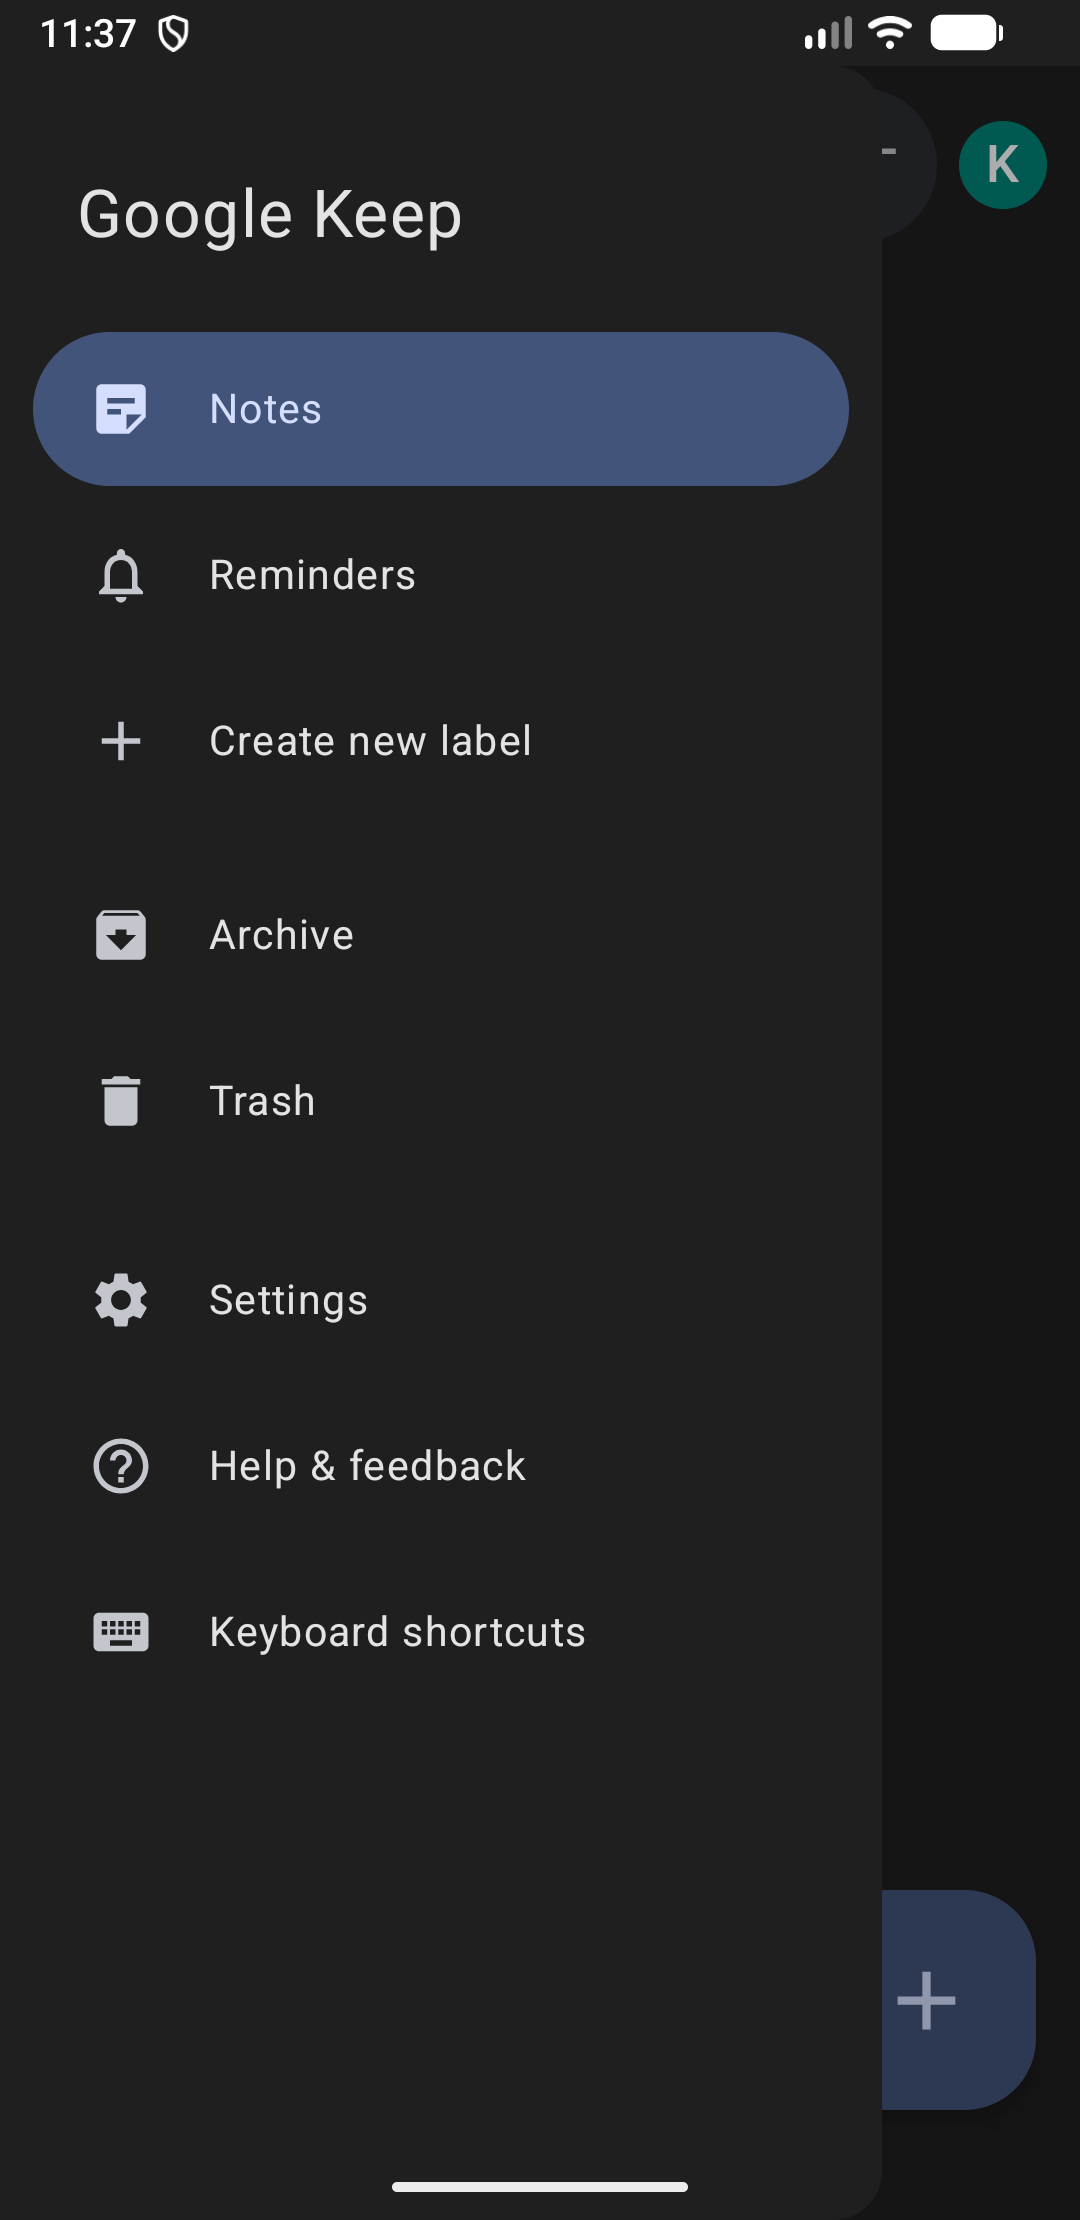 11:37
K
Google Keep
Notes
Reminders
Create new label
Archive
Trash
Settings
Help & feedback
Keyboard shortcuts